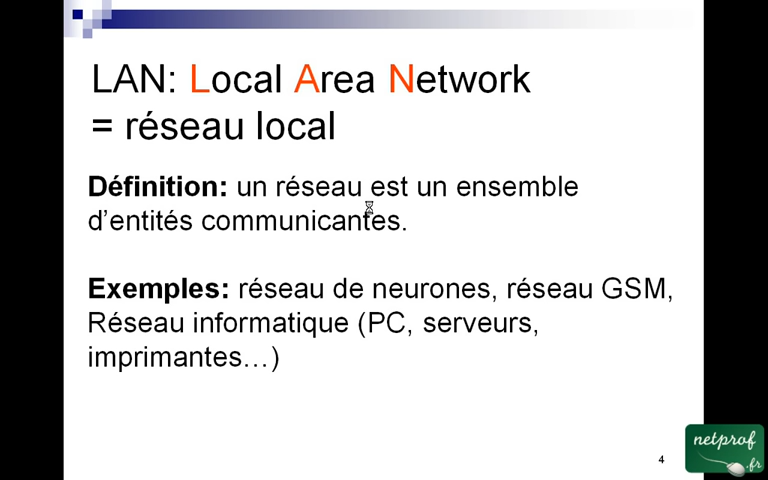 LAN: Local Area Network
= réseau local
Définition: un réseau est un ensemble
d’entités communicantes.
Exemples: réseau de neurones, réseau GSM,
Réseau informatique (PC, serveurs,
imprimantes…)
4
netprof
.fr